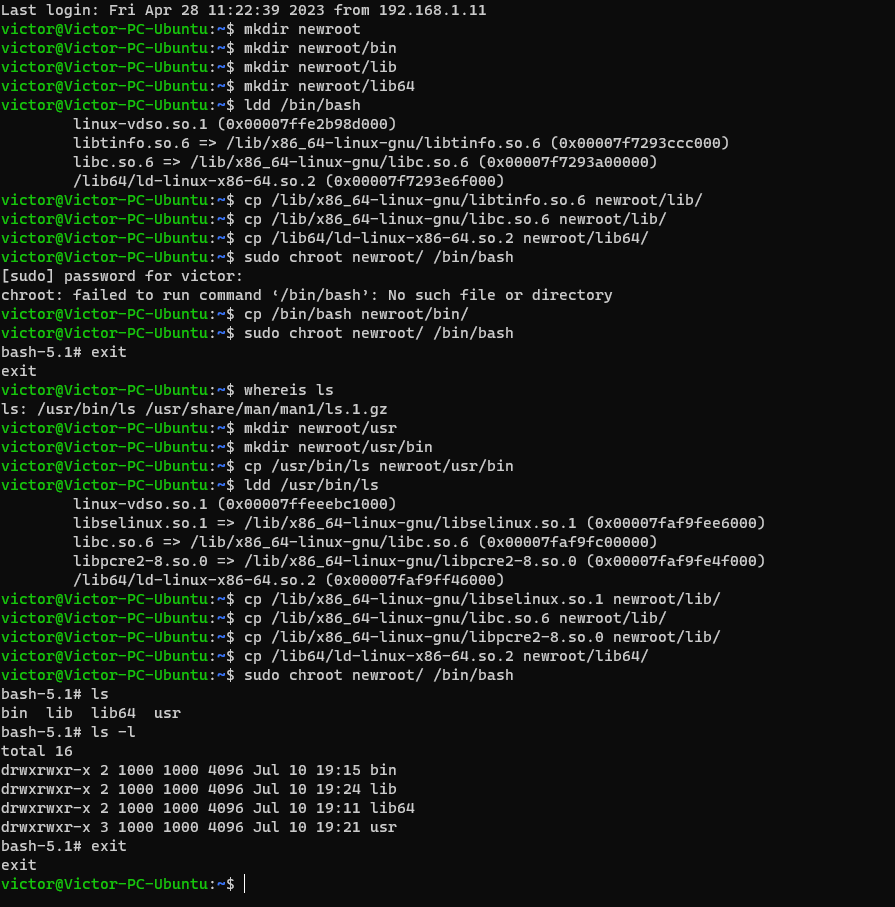 Last login: Fri Apr 28 11:22:39 2023 from 192.168.1.11
victor@Victor-PC-Ubuntu:~$ mkdir newroot
victor@Victor-PC-Ubuntu:~$ mkdir newroot/bin
victor@Victor-PC-Ubuntu:~$ mkdir newroot/lib
victor@Victor-PC-Ubuntu:~$ mkdir newroot/lib64
victor@Victor-PC-Ubuntu:~$ ldd /bin/bash
        linux-vdso.so.1 (0x00007ffe2b98d000)
        libtinfo.so.6 => /lib/x86_64-linux-gnu/libtinfo.so.6 (0x00007f7293ccc000)
        libc.so.6 => /lib/x86_64-linux-gnu/libc.so.6 (0x00007f7293a00000)
        /lib64/ld-linux-x86-64.so.2 (0x00007f7293e6f000)
victor@Victor-PC-Ubuntu:~$ cp /lib/x86_64-linux-gnu/libtinfo.so.6 newroot/lib/
victor@Victor-PC-Ubuntu:~$ cp /lib/x86_64-linux-gnu/libc.so.6 newroot/lib/
victor@Victor-PC-Ubuntu:~$ cp /lib64/ld-linux-x86-64.so.2 newroot/lib64/
victor@Victor-PC-Ubuntu:~$ sudo chroot newroot/ /bin/bash
[sudo] password for victor:
chroot: failed to run command ‘/bin/bash’: No such file or directory
victor@Victor-PC-Ubuntu:~$ cp /bin/bash newroot/bin/
victor@Victor-PC-Ubuntu:~$ sudo chroot newroot/ /bin/bash
bash-5.1# exit
exit
victor@Victor-PC-Ubuntu:~$ whereis ls
ls: /usr/bin/ls /usr/share/man/man1/ls.1.gz
victor@Victor-PC-Ubuntu:~$ mkdir newroot/usr
victor@Victor-PC-Ubuntu:~$ mkdir newroot/usr/bin
victor@Victor-PC-Ubuntu:~$ cp /usr/bin/ls newroot/usr/bin
victor@Victor-PC-Ubuntu:~$ ldd /usr/bin/ls
        linux-vdso.so.1 (0x00007ffeeebc1000)
        libselinux.so.1 => /lib/x86_64-linux-gnu/libselinux.so.1 (0x00007faf9fee6000)
        libc.so.6 => /lib/x86_64-linux-gnu/libc.so.6 (0x00007faf9fc00000)
        libpcre2-8.so.0 => /lib/x86_64-linux-gnu/libpcre2-8.so.0 (0x00007faf9fe4f000)
        /lib64/ld-linux-x86-64.so.2 (0x00007faf9ff46000)
victor@Victor-PC-Ubuntu:~$ cp /lib/x86_64-linux-gnu/libselinux.so.1 newroot/lib/
victor@Victor-PC-Ubuntu:~$ cp /lib/x86_64-linux-gnu/libc.so.6 newroot/lib/
victor@Victor-PC-Ubuntu:~$ cp /lib/x86_64-linux-gnu/libpcre2-8.so.0 newroot/lib/
victor@Victor-PC-Ubuntu:~$ cp /lib64/ld-linux-x86-64.so.2 newroot/lib64/
victor@Victor-PC-Ubuntu:~$ sudo chroot newroot/ /bin/bash
bash-5.1# ls
bin  lib  lib64  usr
bash-5.1# ls -l
total 16
drwxrwxr-x 2 1000 1000 4096 Jul 10 19:15 bin
drwxrwxr-x 2 1000 1000 4096 Jul 10 19:24 lib
drwxrwxr-x 2 1000 1000 4096 Jul 10 19:11 lib64
drwxrwxr-x 3 1000 1000 4096 Jul 10 19:21 usr
bash-5.1# exit
exit
victor@Victor-PC-Ubuntu:~$